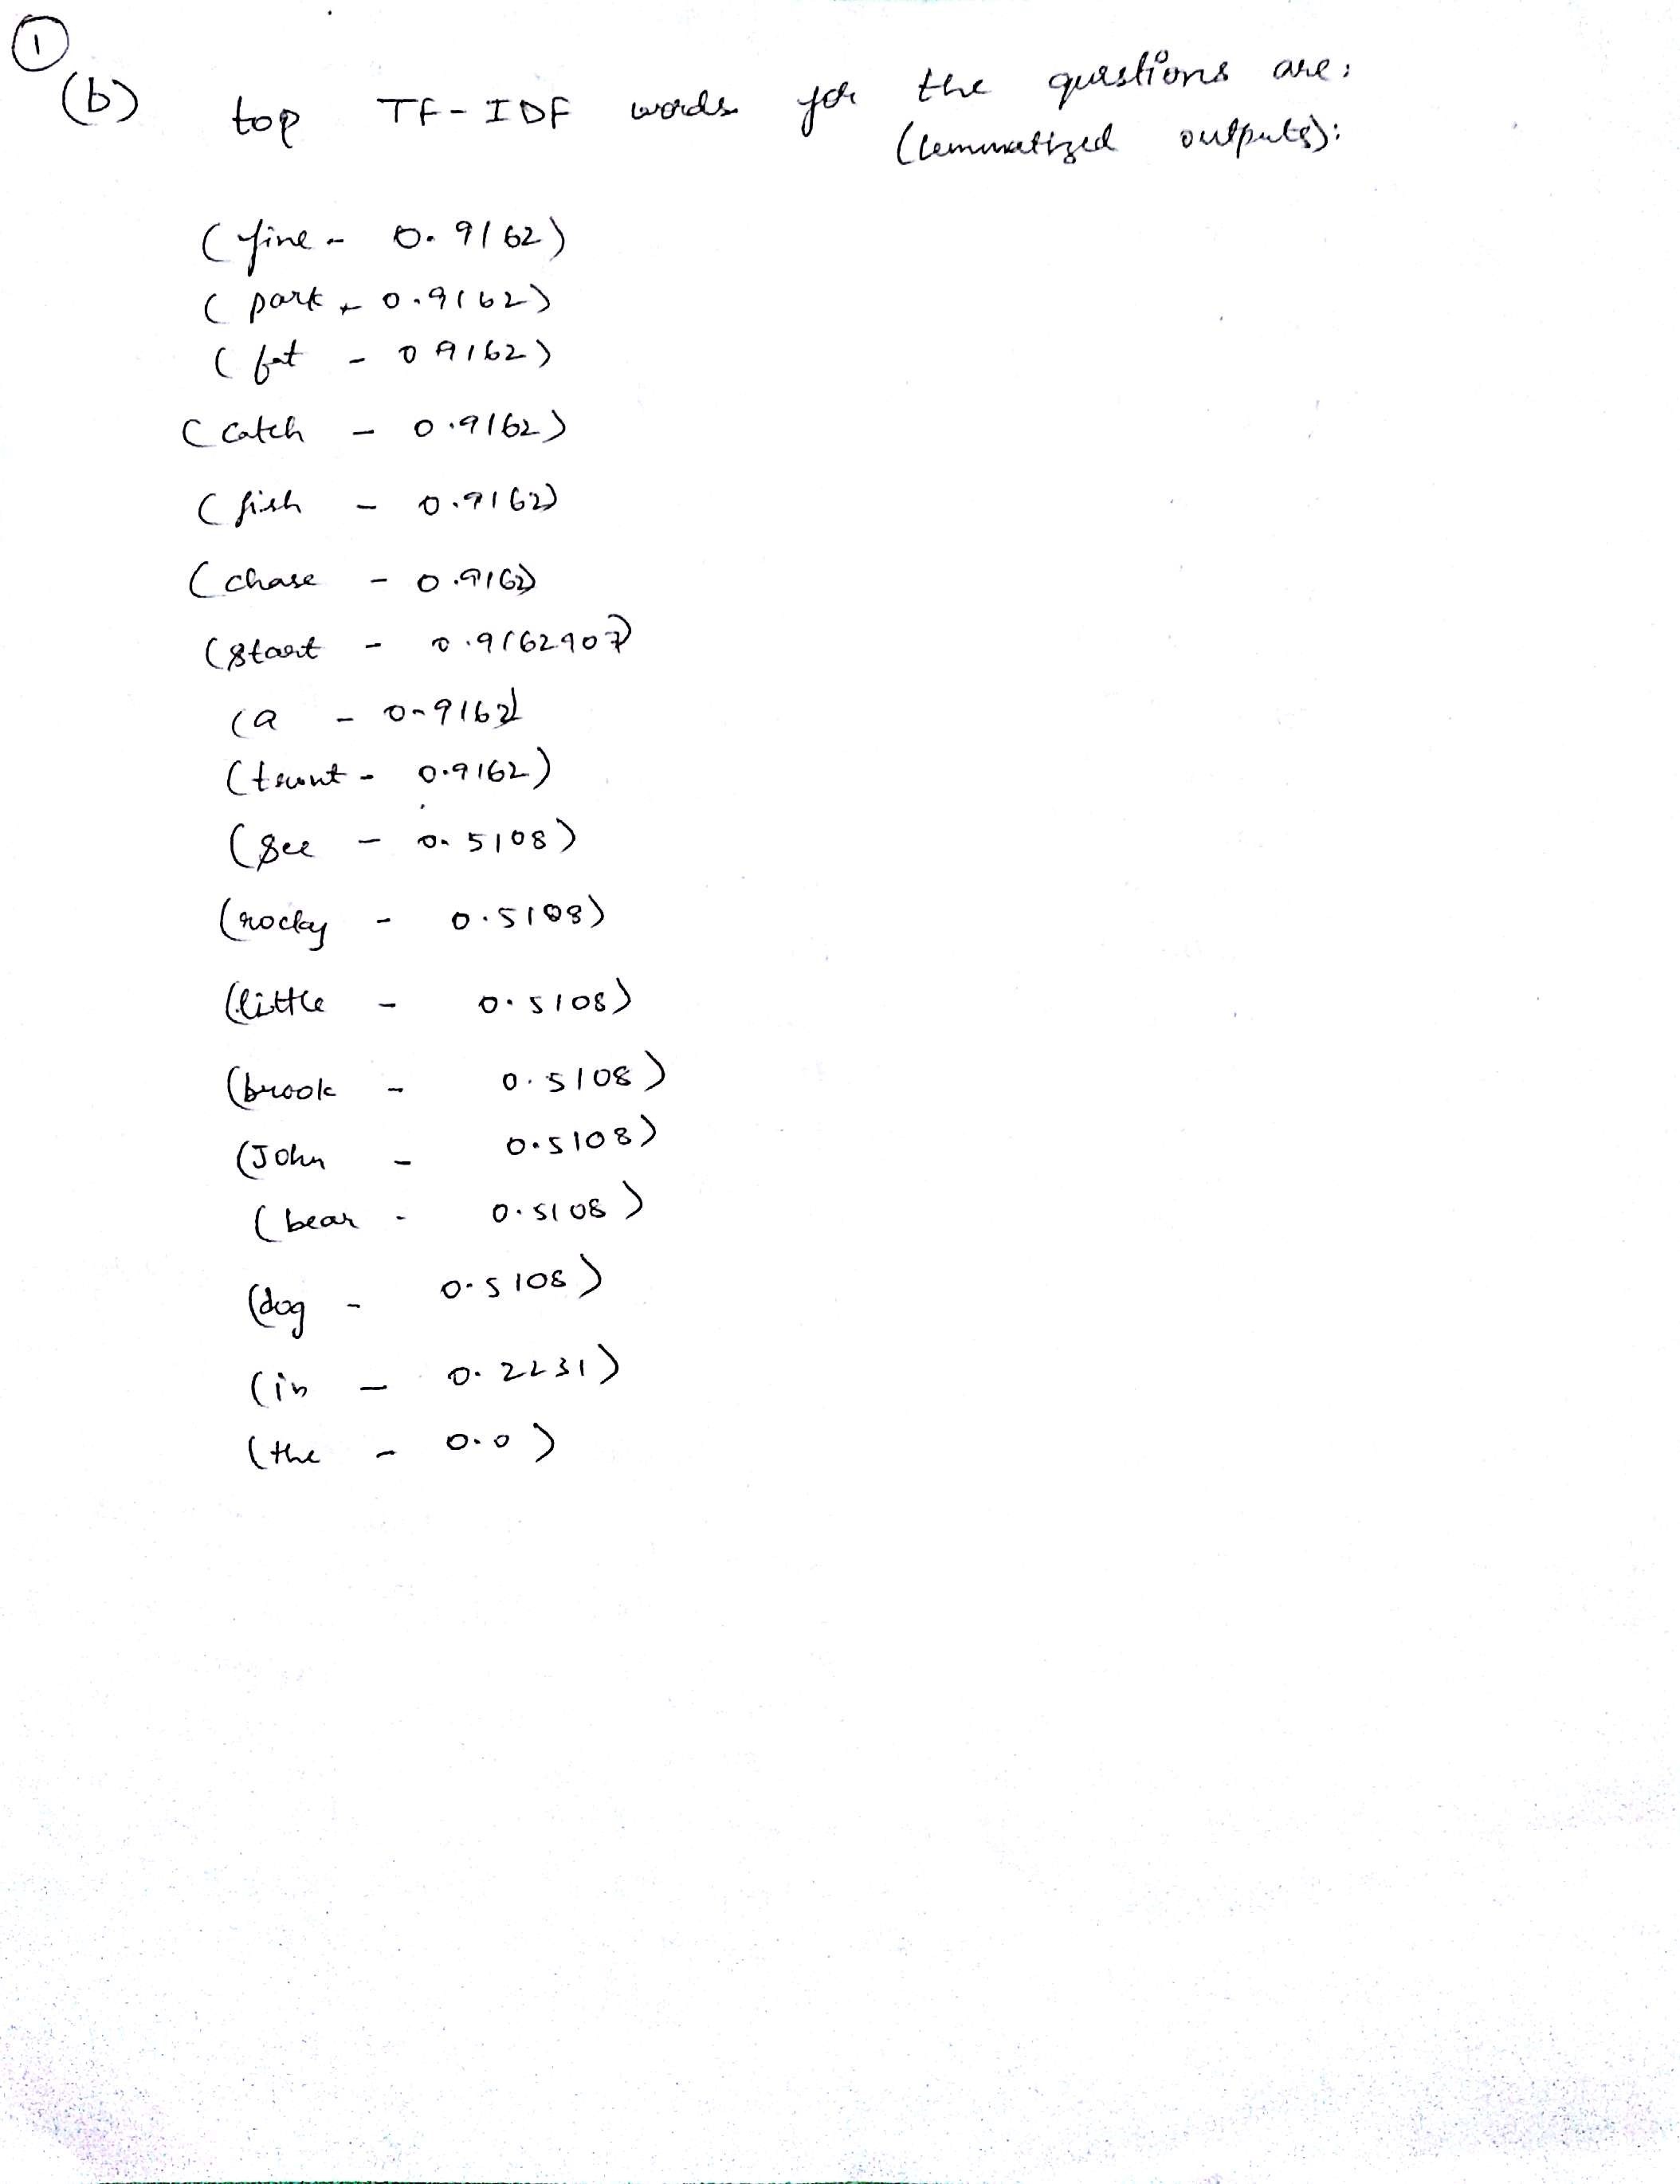 ①
(b) top TF-IDF words for the questions are:
(lemmatized outputs):
(fine - 0.9162)
(park - 0.9162)
(fat - 0 9162)
(catch - 0.9162)
(fish - 0.9162)
(chase - 0.9162)
(start - 0.9162907)
(a - 0.9162)
(trunt - 0.9162)
(see - 0.5108)
(rocky - 0.5108)
(little - 0.5108)
(brook - 0.5108)
(John - 0.5108)
(bear - 0.5108)
(dog - 0.5108)
(in - 0.2231)
(the - 0.0)